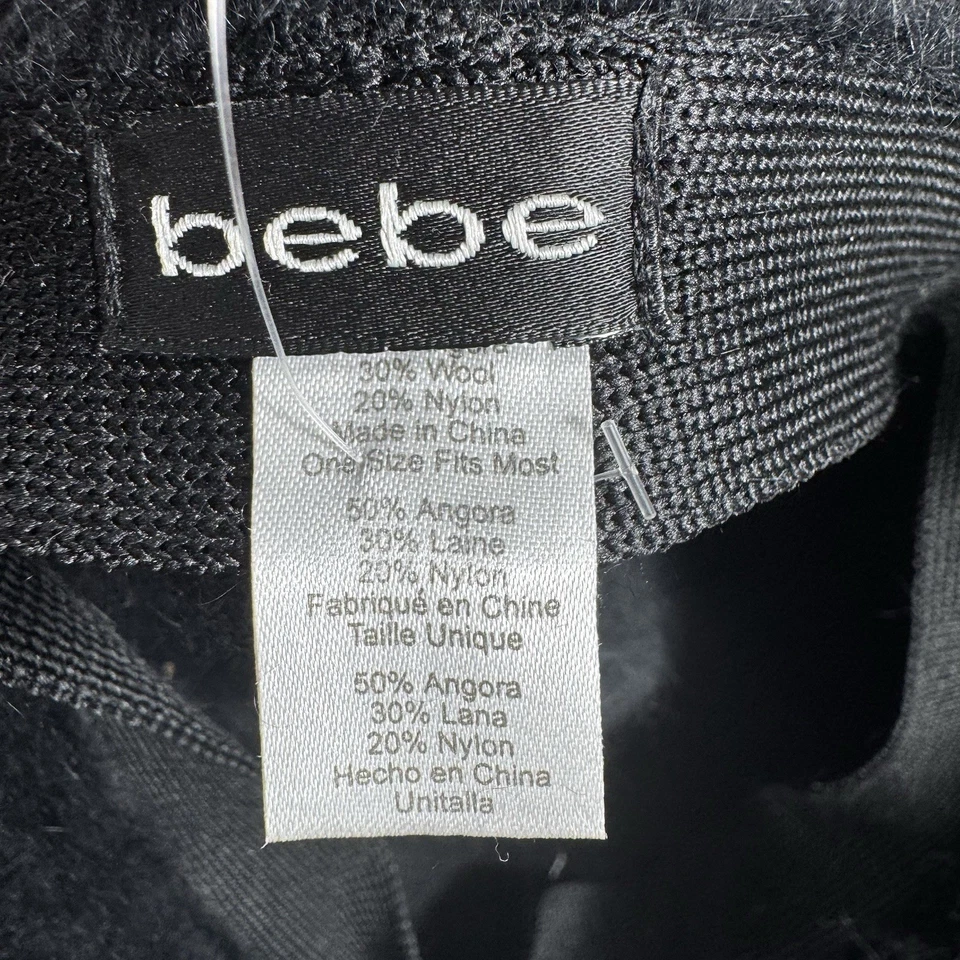 bebe
30% Wool
20% Nylon
Made in China
One Size Fits Most
50% Angora
30% Laine
20% Nylon
Fabriqué en Chine
Taille Unique
50% Angora
30% Lana
20% Nylon
Hecho en China
Unitalla